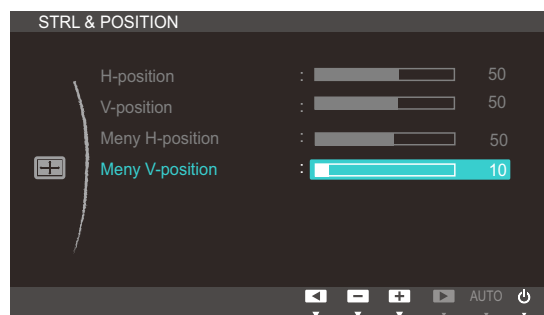 STRL & POSITION
H-position : 50
V-position : 50
Meny H-position : 50
Meny V-position : 10
AUTO